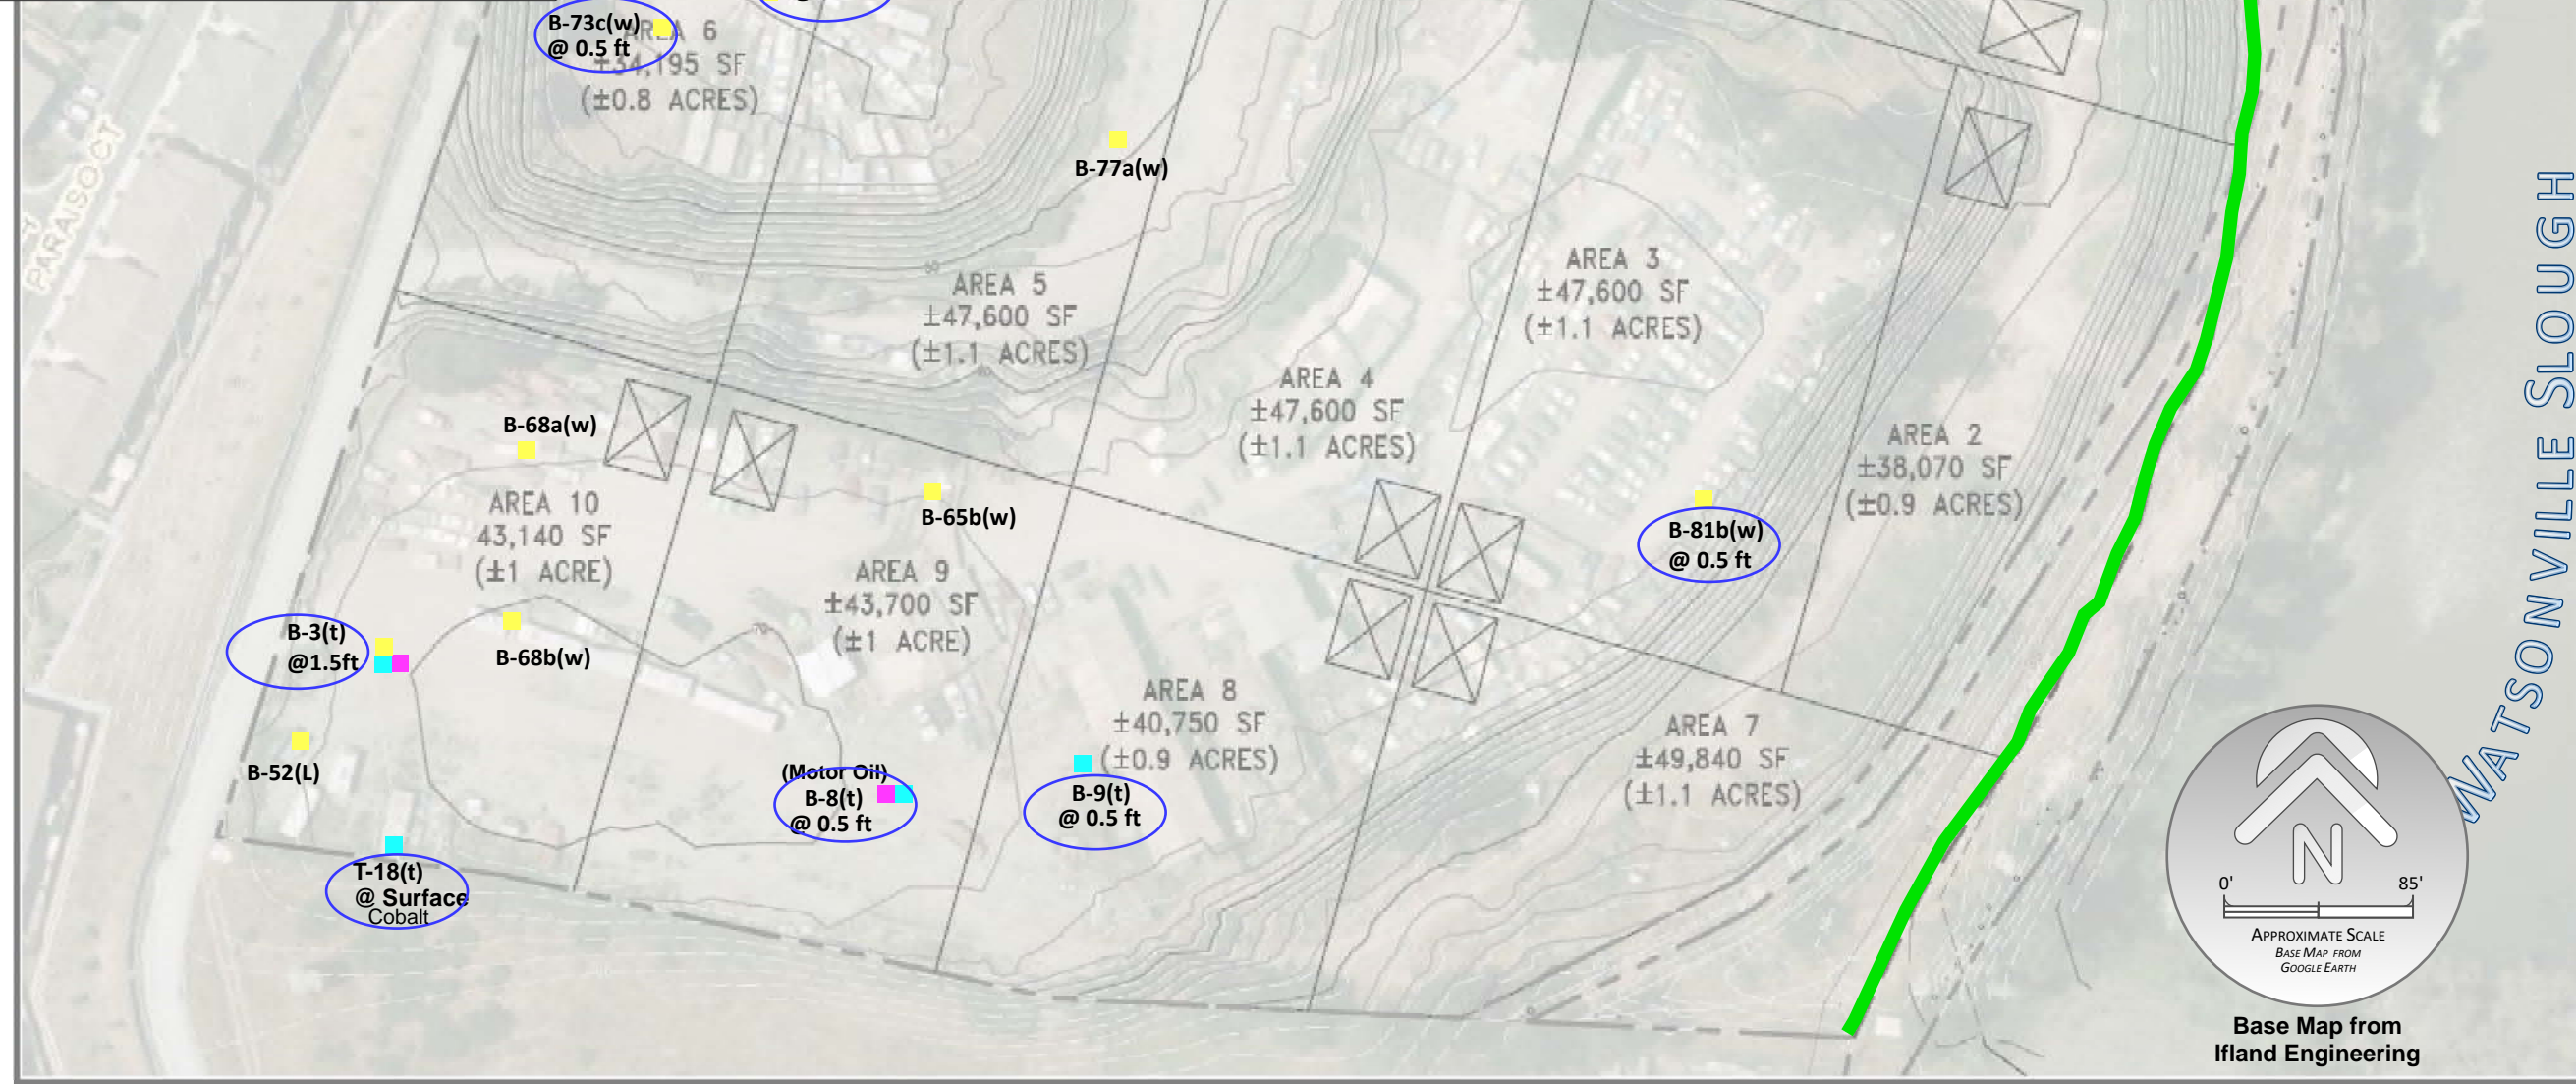 B-73c(w)
@ 0.5 ft
AREA 6
±34,195 SF
(±0.8 ACRES)
PARAISO CT
B-77a(w)
AREA 5
±47,600 SF
(±1.1 ACRES)
AREA 3
±47,600 SF
(±1.1 ACRES)
AREA 4
±47,600 SF
(±1.1 ACRES)
AREA 2
±38,070 SF
(±0.9 ACRES)
B-68a(w)
AREA 10
43,140 SF
(±1 ACRE)
B-65b(w)
B-81b(w)
@ 0.5 ft
AREA 9
±43,700 SF
(±1 ACRE)
B-3(t)
@1.5ft
B-68b(w)
70
AREA 8
±40,750 SF
(±0.9 ACRES)
AREA 7
±49,840 SF
(±1.1 ACRES)
B-52(L)
(Motor Oil)
B-8(t)
@ 0.5 ft
B-9(t)
@ 0.5 ft
T-18(t)
@ Surface
Cobalt
WATSONVILLE SLOUGH
N
0' 85'
APPROXIMATE SCALE
BASE MAP FROM
GOOGLE EARTH
Base Map from
Ifland Engineering